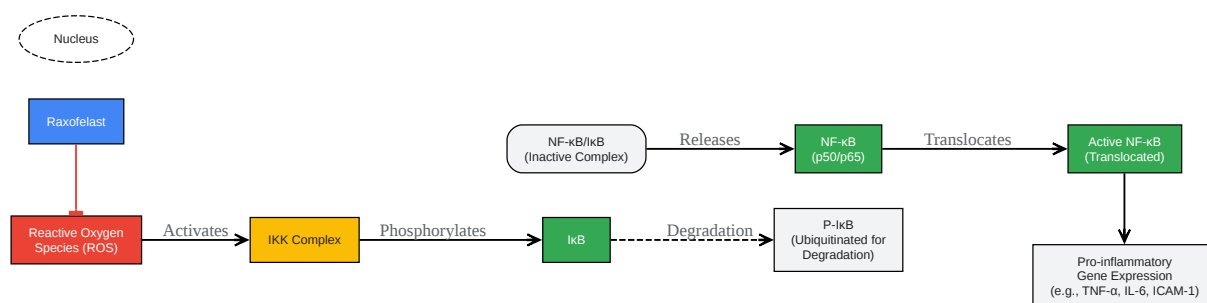 Nucleus
Raxofelast
NF-κB/IκB
(Inactive Complex)
Releases
NF-κB
(p50/p65)
Translocates
Active NF-κB
(Translocated)
Reactive Oxygen
Species (ROS)
Activates
IKK Complex
Phosphorylates
IκB
Degradation
P-IκB
(Ubiquitinated for
Degradation)
Pro-inflammatory
Gene Expression
(e.g., TNF-α, IL-6, ICAM-1)